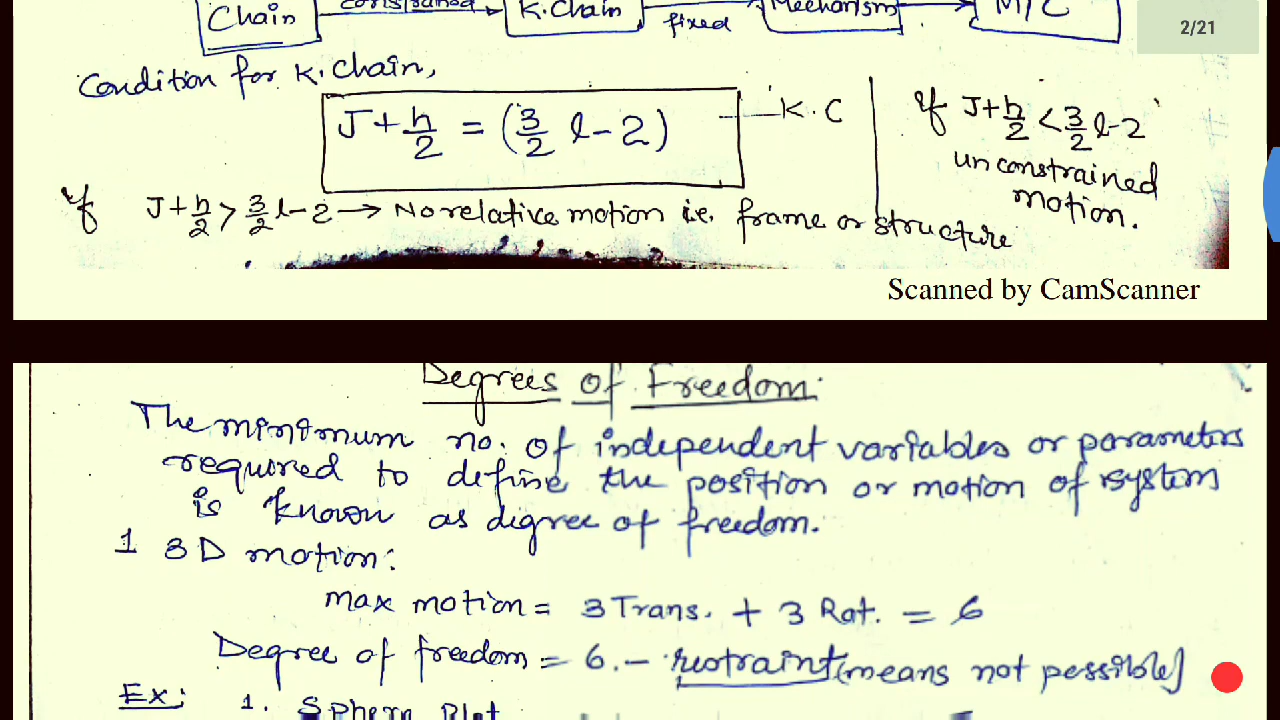 Chain constrained K.Chain fixed Mechanism M/C
2/21
Condition for K. chain,
J + h/2 = (3/2 l - 2) — K.C
If J + h/2 < 3/2 l - 2
unconstrained
motion.
If J + h/2 > 3/2 l - 2 → No relative motion i.e. frame or structure
Scanned by CamScanner
Degrees of Freedom:
The minimum no. of independent variables or parameters
required to define the position or motion of system
is known as degree of freedom.
1 3D motion:
max motion = 3 Trans. + 3 Rot. = 6
Degree of freedom = 6 - restraint (means not possible)
Ex: 1. Sphere Plat